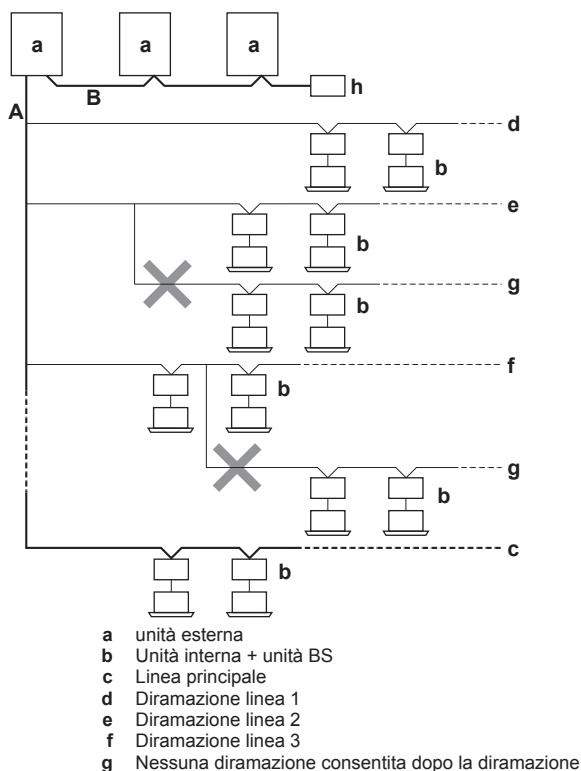 a a a
B h
A
d
b
e
b
g
b
f
b
g
b
c
b
a unità esterna
b Unità interna + unità BS
c Linea principale
d Diramazione linea 1
e Diramazione linea 2
f Diramazione linea 3
g Nessuna diramazione consentita dopo la diramazione